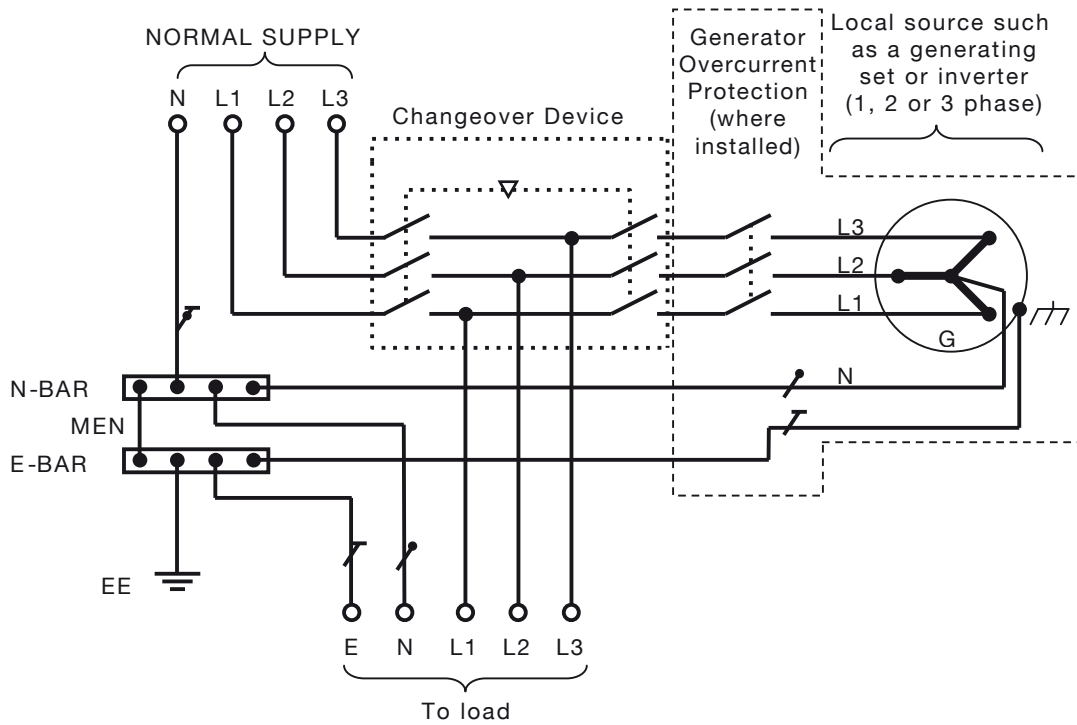 NORMAL SUPPLY
N L1 L2 L3
Changeover Device
Generator
Overcurrent
Protection
(where
installed)
Local source such
as a generating
set or inverter
(1, 2 or 3 phase)
L3
L2
L1
G
N
N-BAR
MEN
E-BAR
EE
E N L1 L2 L3
To load